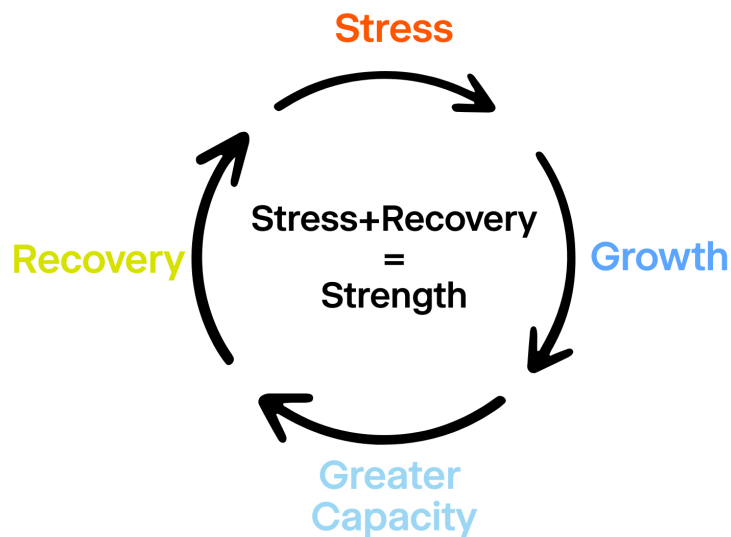 Stress
Stress+Recovery
=
Strength
Recovery
Growth
Greater
Capacity